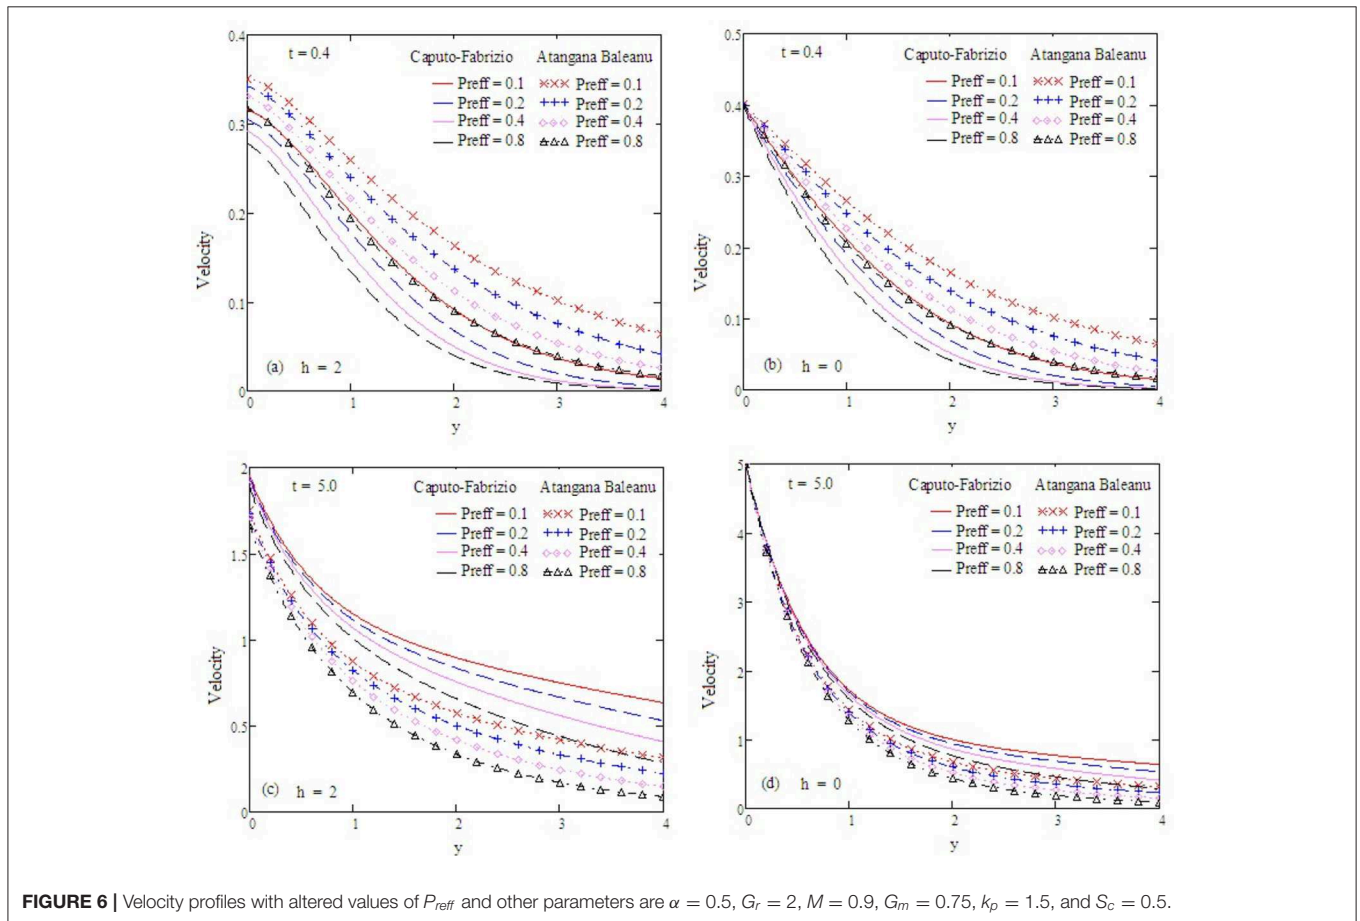 0.4
t = 0.4
Caputo-Fabrizio Atangana Baleanu
Preff = 0.1 Preff = 0.1
Preff = 0.2 Preff = 0.2
Preff = 0.4 Preff = 0.4
Preff = 0.8 Preff = 0.8
0.3
0.2
0.1
0
Velocity
(a) h = 2
0 1 2 3 4
y
0.5
t = 0.4
Caputo-Fabrizio Atangana Baleanu
Preff = 0.1 Preff = 0.1
Preff = 0.2 Preff = 0.2
Preff = 0.4 Preff = 0.4
Preff = 0.8 Preff = 0.8
0.4
0.3
0.2
0.1
0
Velocity
(b) h = 0
0 1 2 3 4
y
2
t = 5.0
Caputo-Fabrizio Atangana Baleanu
Preff = 0.1 Preff = 0.1
Preff = 0.2 Preff = 0.2
Preff = 0.4 Preff = 0.4
Preff = 0.8 Preff = 0.8
1.5
1
0.5
0
Velocity
(c) h = 2
0 1 2 3 4
y
5
t = 5.0
Caputo-Fabrizio Atangana Baleanu
Preff = 0.1 Preff = 0.1
Preff = 0.2 Preff = 0.2
Preff = 0.4 Preff = 0.4
Preff = 0.8 Preff = 0.8
4
3
2
1
0
Velocity
(d) h = 0
0 1 2 3 4
y
FIGURE 6 | Velocity profiles with altered values of Preff and other parameters are α = 0.5, Gr = 2, M = 0.9, Gm = 0.75, kp = 1.5, and Sc = 0.5.